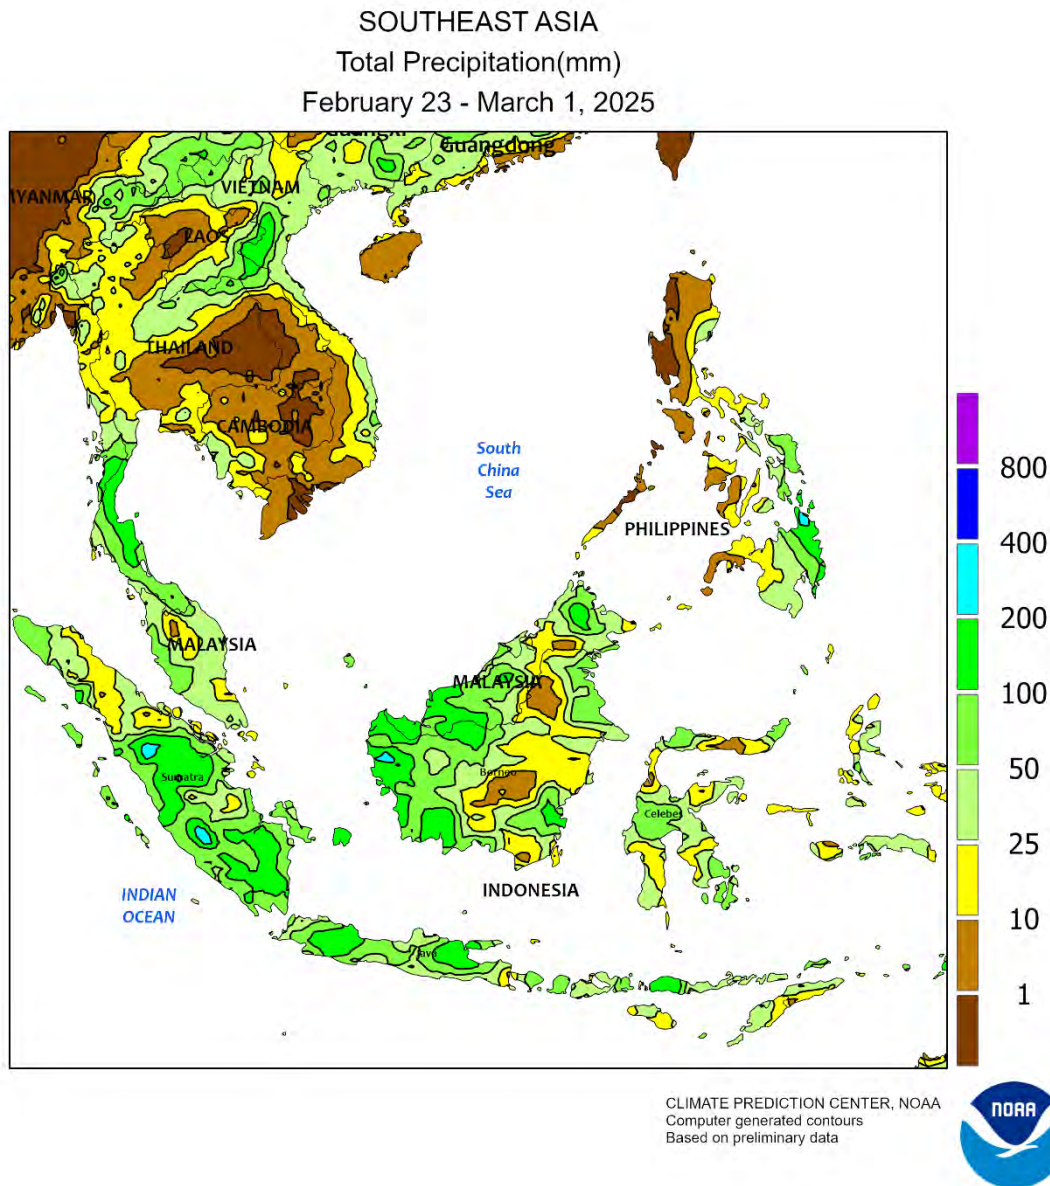 SOUTHEAST ASIA
Total Precipitation(mm)
February 23 - March 1, 2025
Guangxi
Guangdong
VIETNAM
MYANMAR
LAOS
THAILAND
CAMBODIA
South
China
Sea
PHILIPPINES
MALAYSIA
MALAYSIA
Sumatra
Borneo
Celebes
INDONESIA
INDIAN
OCEAN
Java
800
400
200
100
50
25
10
1
CLIMATE PREDICTION CENTER, NOAA
Computer generated contours
Based on preliminary data
NOAA